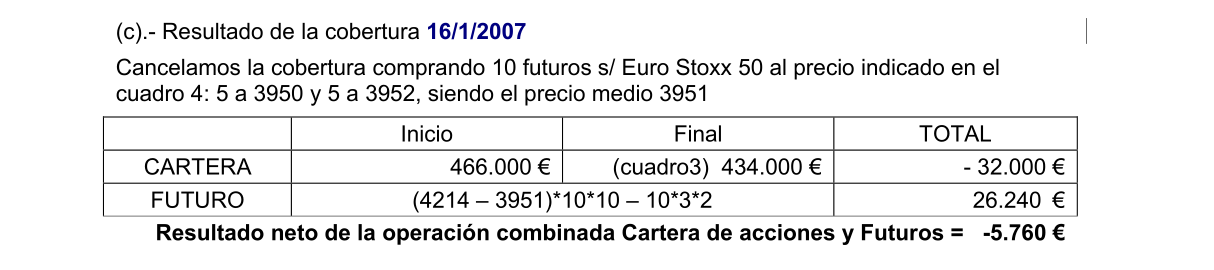 (c).- Resultado de la cobertura 16/1/2007
Cancelamos la cobertura comprando 10 futuros s/ Euro Stoxx 50 al precio indicado en el
cuadro 4: 5 a 3950 y 5 a 3952, siendo el precio medio 3951
Inicio Final TOTAL
CARTERA 466.000 € (cuadro3) 434.000 € - 32.000 €
FUTURO (4214 – 3951)*10*10 – 10*3*2 26.240 €
Resultado neto de la operación combinada Cartera de acciones y Futuros = -5.760 €